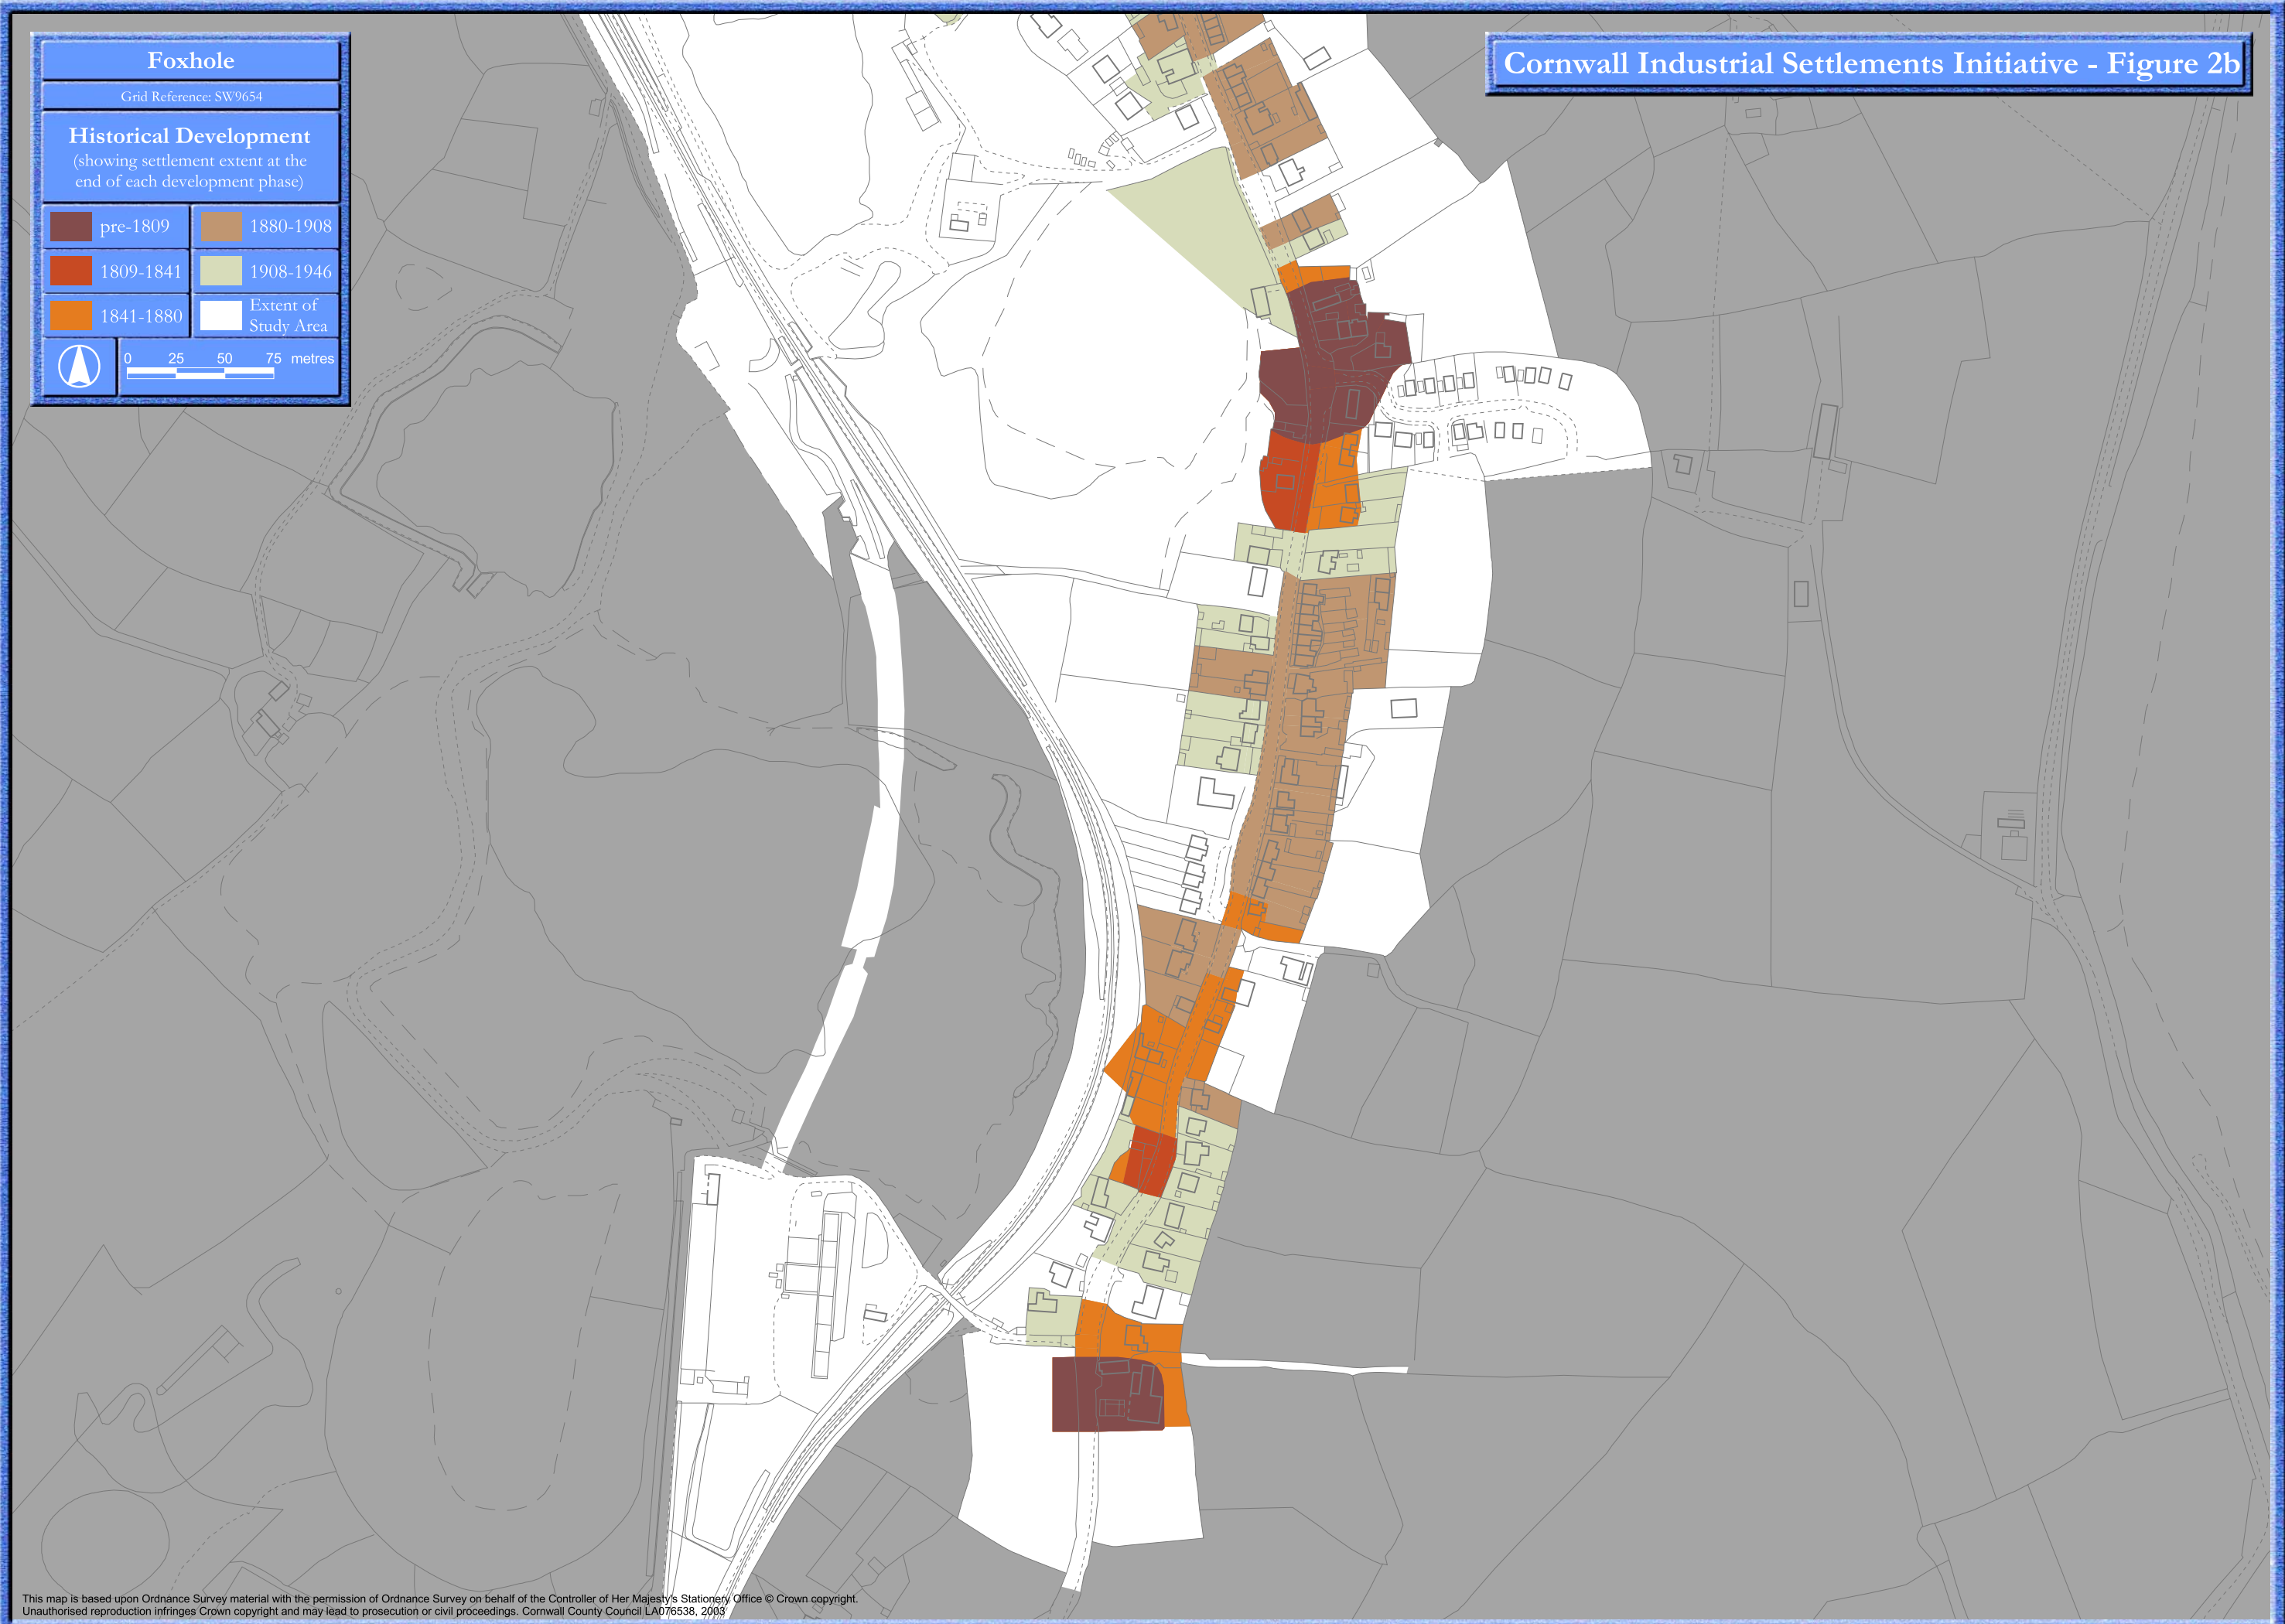 Foxhole
Grid Reference: SW9654
Historical Development
(showing settlement extent at the
end of each development phase)
pre-1809
1880-1908
1809-1841
1908-1946
1841-1880
Extent of
Study Area
0 25 50 75 metres
Cornwall Industrial Settlements Initiative - Figure 2b
This map is based upon Ordnance Survey material with the permission of Ordnance Survey on behalf of the Controller of Her Majesty's Stationery Office © Crown copyright.
Unauthorised reproduction infringes Crown copyright and may lead to prosecution or civil proceedings. Cornwall County Council LA076538, 2003